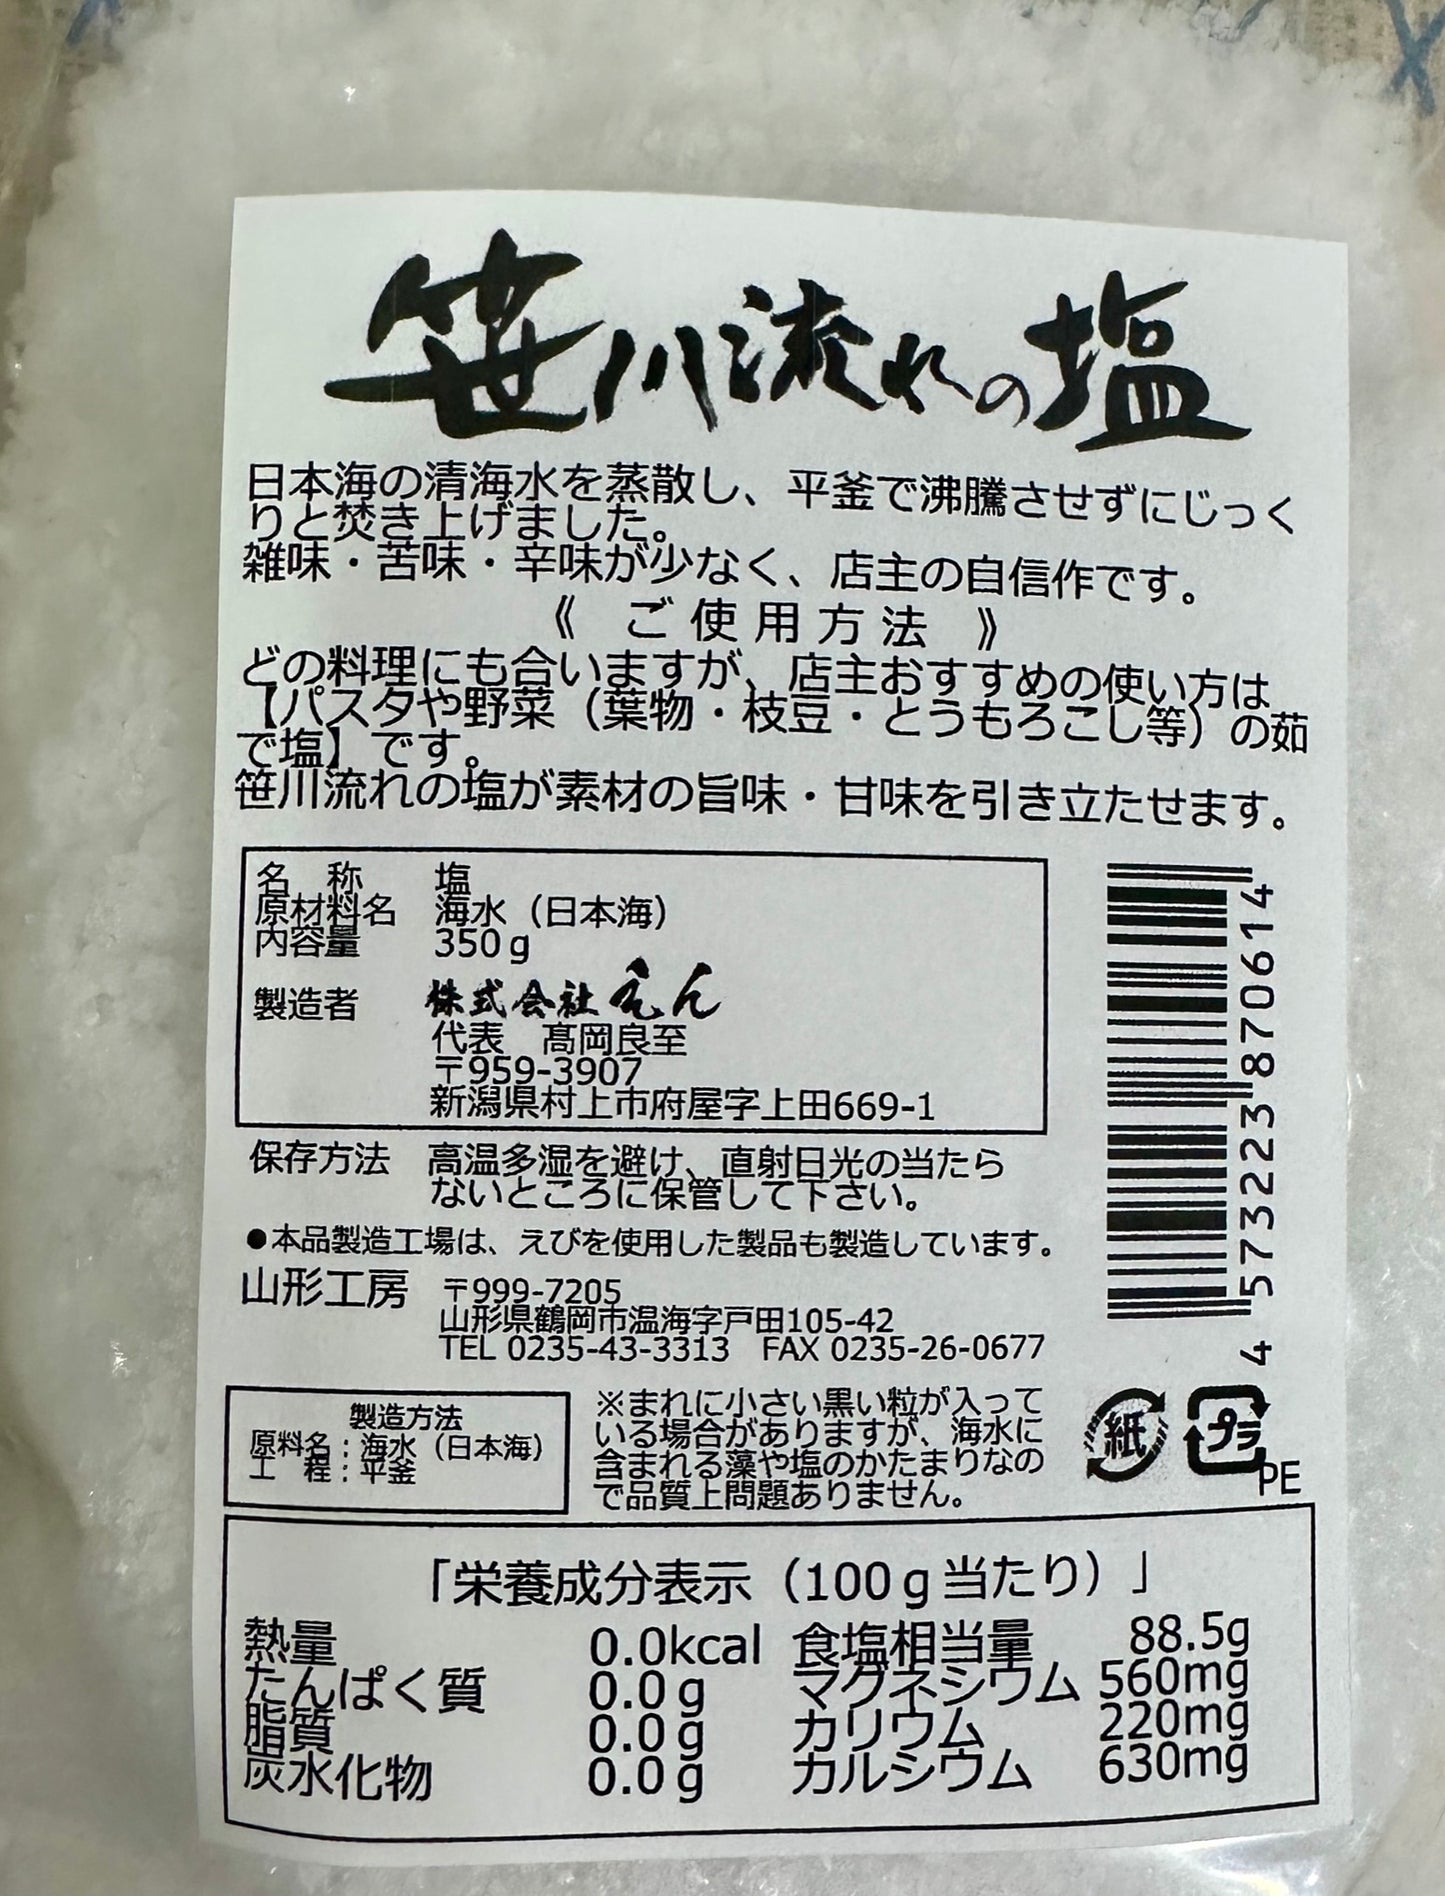 笹川流れの塩
日本海の清海水を蒸散し、平釜で沸騰させずにじっく
りと焚き上げました。
雑味・苦味・辛味が少なく、店主の自信作です。
《 ご使用方法 》
どの料理にも合いますが、店主おすすめの使い方は
【パスタや野菜（葉物・枝豆・とうもろこし等）の茹
で塩】です。
笹川流れの塩が素材の旨味・甘味を引き立たせます。
名 称 塩
原材料名 海水（日本海）
内容量 350g
製造者 株式会社えん
代表 髙岡良至
〒959-3907
新潟県村上市府屋字上田669-1
4573223870614
保存方法 高温多湿を避け、直射日光の当たら
ないところに保管して下さい。
●本品製造工場は、えびを使用した製品も製造しています。
山形工房 〒999-7205
山形県鶴岡市温海字戸田105-42
TEL 0235-43-3313 FAX 0235-26-0677
製造方法
原料名：海水（日本海）
工 程：平釜
※まれに小さい黒い粒が入って
いる場合がありますが、海水に
含まれる藻や塩のかたまりなの
で品質上問題ありません。
紙
プラ
PE
「栄養成分表示（100g当たり）」
熱量 0.0kcal 食塩相当量 88.5g
たんぱく質 0.0g マグネシウム 560mg
脂質 0.0g カリウム 220mg
炭水化物 0.0g カルシウム 630mg